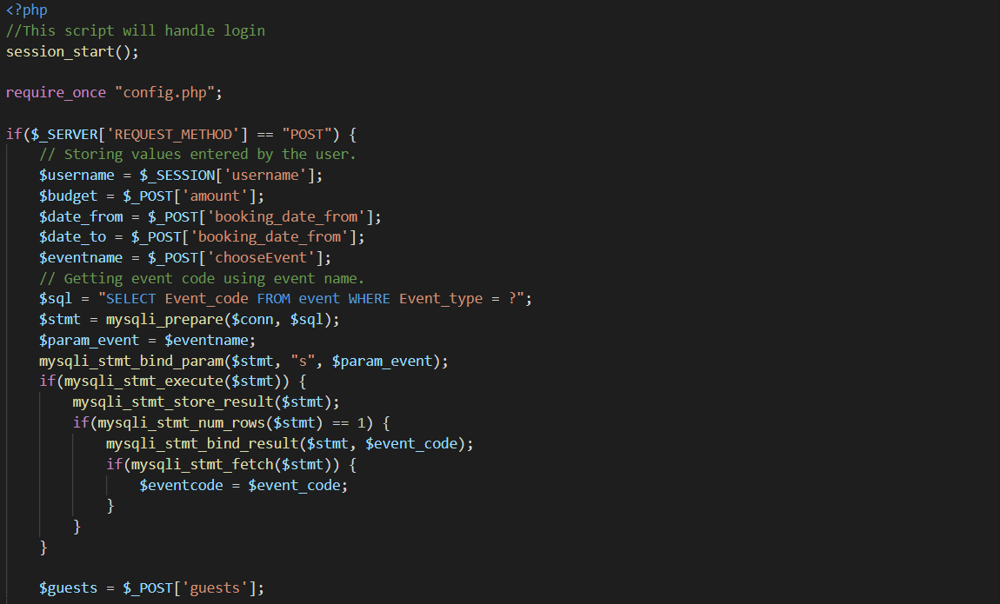 <?php
//This script will handle login
session_start();
require_once "config.php";
if($_SERVER['REQUEST_METHOD'] == "POST") {
// Storing values entered by the user.
$username = $_SESSION['username'];
$budget = $_POST['amount'];
$date_from = $_POST['booking_date_from'];
$date_to = $_POST['booking_date_from'];
$eventname = $_POST['chooseEvent'];
// Getting event code using event name.
$sql = "SELECT Event_code FROM event WHERE Event_type = ?";
$stmt = mysqli_prepare($conn, $sql);
$param_event = $eventname;
mysqli_stmt_bind_param($stmt, "s", $param_event);
if(mysqli_stmt_execute($stmt)) {
mysqli_stmt_store_result($stmt);
if(mysqli_stmt_num_rows($stmt) == 1) {
mysqli_stmt_bind_result($stmt, $event_code);
if(mysqli_stmt_fetch($stmt)) {
$eventcode = $event_code;
}
}
}
$guests = $_POST['guests'];